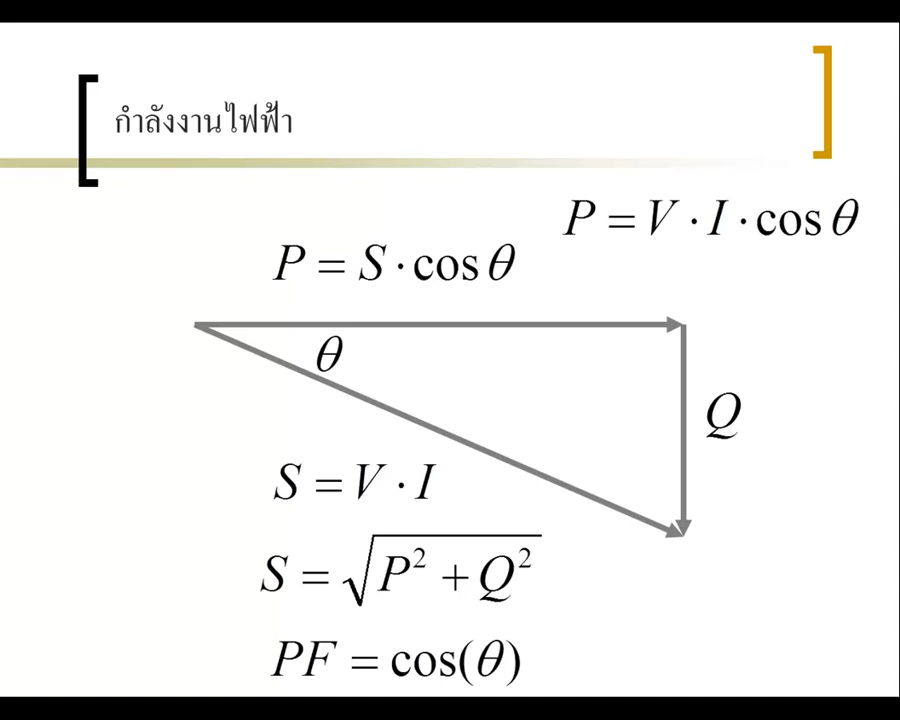 กำลังงานไฟฟ้า
P = V · I · cos θ
P = S · cos θ
θ
Q
S = V · I
S = √P² + Q²
PF = cos(θ)